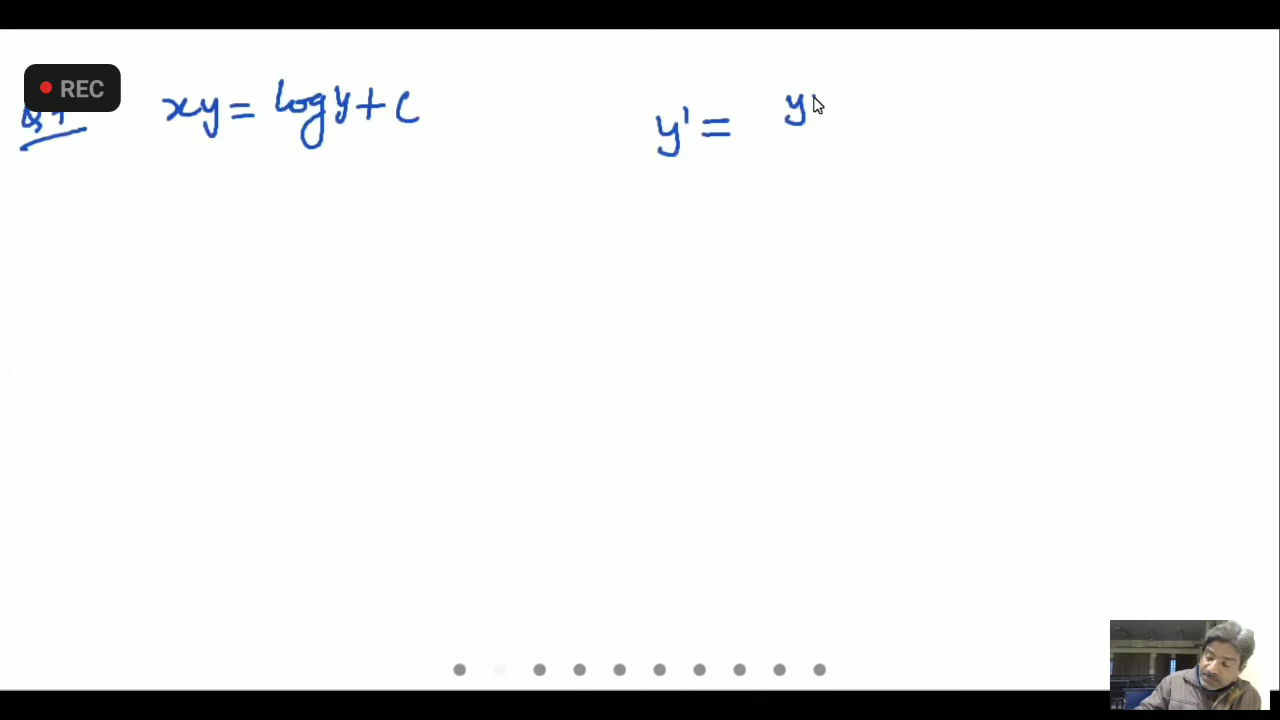 REC
xy = log y + c
y' = y